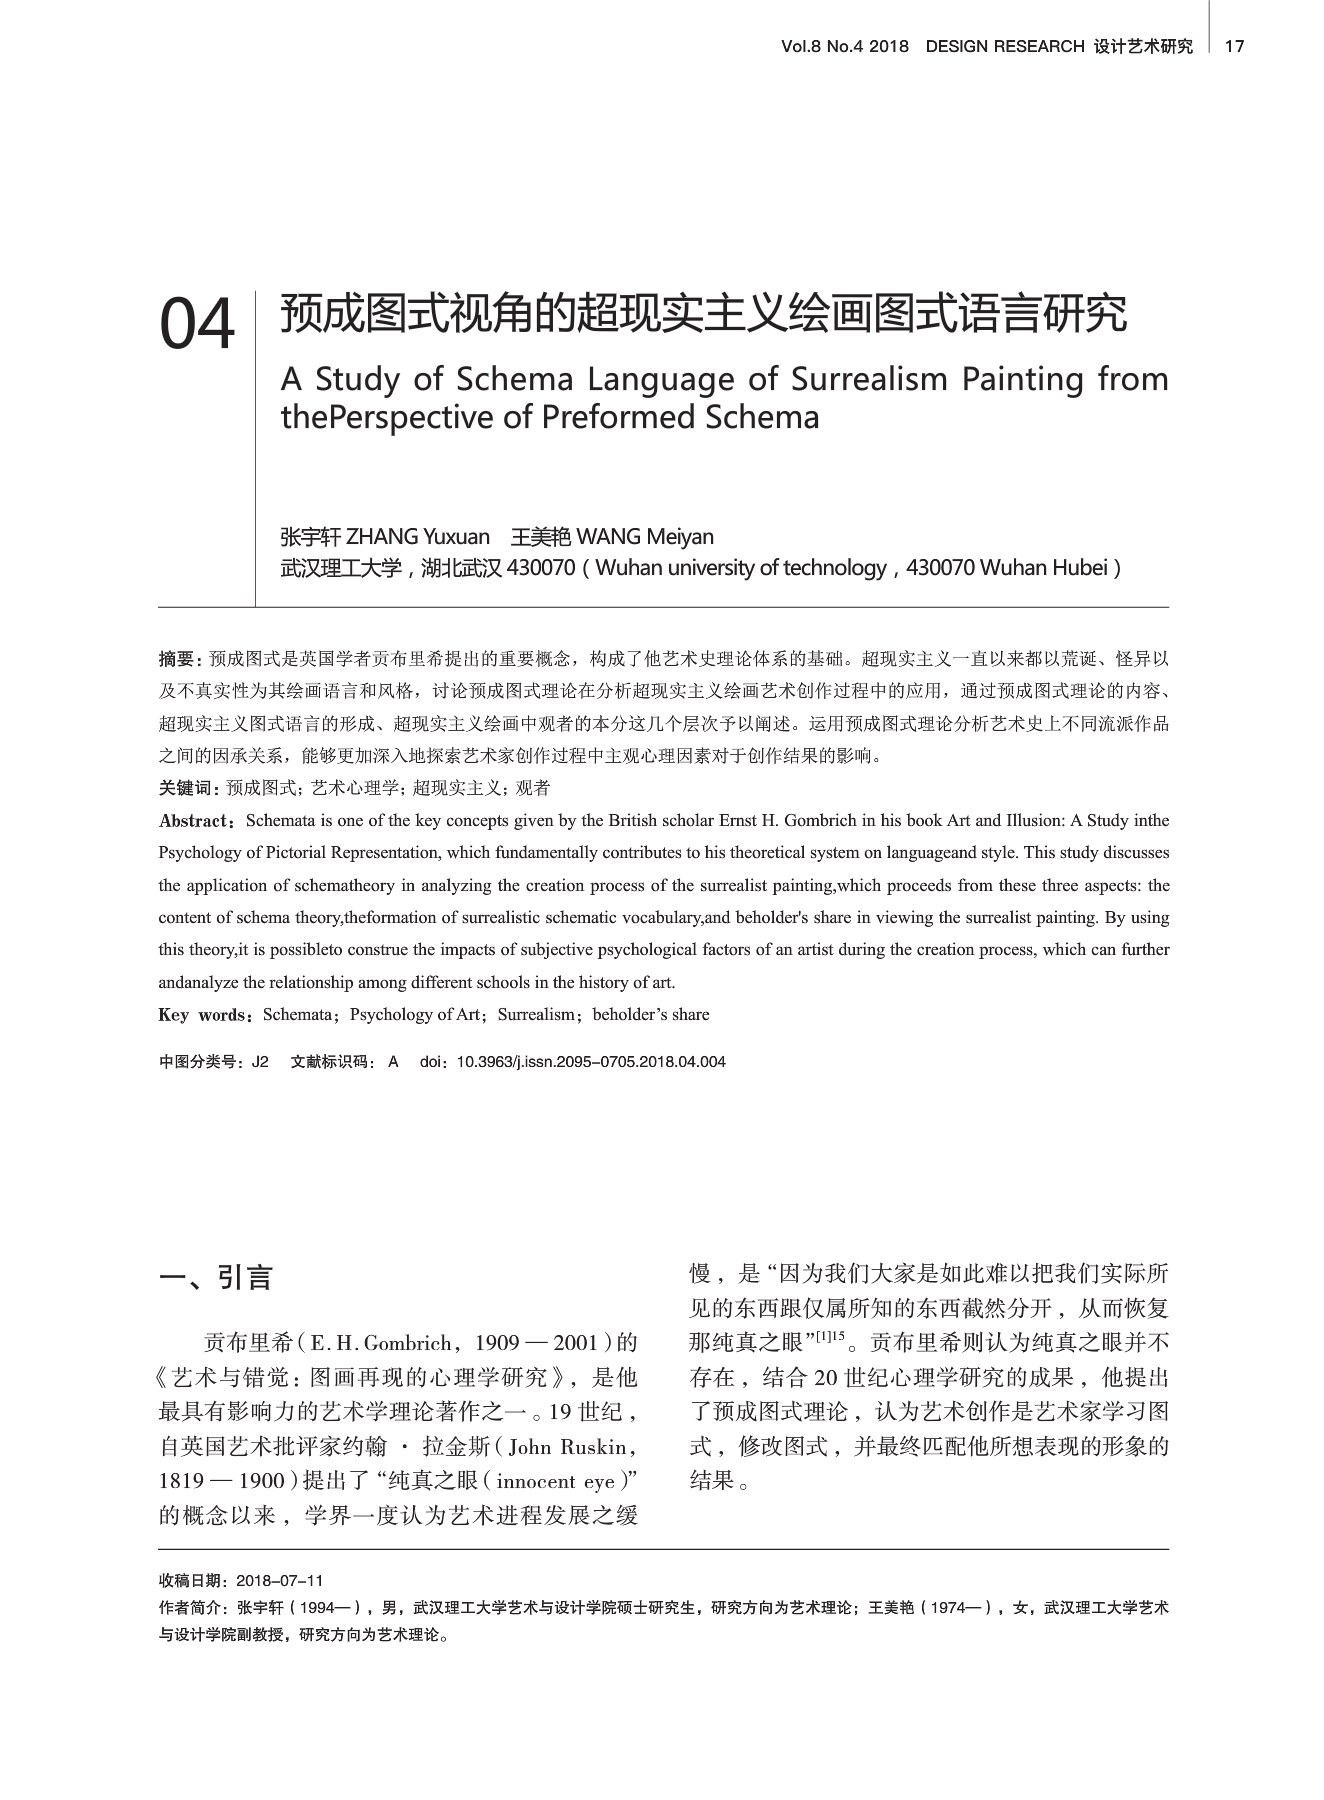 Vol.8 No.4 2018 DESIGN RESEARCH 设计艺术研究 17
04
预成图式视角的超现实主义绘画图式语言研究
A Study of Schema Language of Surrealism Painting from
thePerspective of Preformed Schema
张宇轩 ZHANG Yuxuan 王美艳 WANG Meiyan
武汉理工大学，湖北武汉 430070（Wuhan university of technology，430070 Wuhan Hubei）
摘要：预成图式是英国学者贡布里希提出的重要概念，构成了他艺术史理论体系的基础。超现实主义一直以来都以荒诞、怪异以
及不真实性为其绘画语言和风格，讨论预成图式理论在分析超现实主义绘画艺术创作过程中的应用，通过预成图式理论的内容、
超现实主义图式语言的形成、超现实主义绘画中观者的本分这几个层次予以阐述。运用预成图式理论分析艺术史上不同流派作品
之间的因承关系，能够更加深入地探索艺术家创作过程中主观心理因素对于创作结果的影响。
关键词：预成图式；艺术心理学；超现实主义；观者
Abstract：Schemata is one of the key concepts given by the British scholar Ernst H. Gombrich in his book Art and Illusion: A Study inthe
Psychology of Pictorial Representation, which fundamentally contributes to his theoretical system on languageand style. This study discusses
the application of schematheory in analyzing the creation process of the surrealist painting,which proceeds from these three aspects: the
content of schema theory,theformation of surrealistic schematic vocabulary,and beholder's share in viewing the surrealist painting. By using
this theory,it is possibleto construe the impacts of subjective psychological factors of an artist during the creation process, which can further
andanalyze the relationship among different schools in the history of art.
Key words：Schemata；Psychology of Art；Surrealism；beholder’s share
中图分类号：J2 文献标识码：A doi：10.3963/j.issn.2095-0705.2018.04.004
一、引言
贡布里希（E. H. Gombrich，1909 — 2001）的
《艺术与错觉：图画再现的心理学研究》，是他
最具有影响力的艺术学理论著作之一。19 世纪，
自英国艺术批评家约翰·拉金斯（John Ruskin，
1819 — 1900）提出了“纯真之眼（innocent eye）”
的概念以来，学界一度认为艺术进程发展之缓
慢，是“因为我们大家是如此难以把我们实际所
见的东西跟仅属所知的东西截然分开，从而恢复
那纯真之眼”[1]15。贡布里希则认为纯真之眼并不
存在，结合 20 世纪心理学研究的成果，他提出
了预成图式理论，认为艺术创作是艺术家学习图
式，修改图式，并最终匹配他所想表现的形象的
结果。
收稿日期：2018-07-11
作者简介：张宇轩（1994—），男，武汉理工大学艺术与设计学院硕士研究生，研究方向为艺术理论；王美艳（1974—），女，武汉理工大学艺术
与设计学院副教授，研究方向为艺术理论。